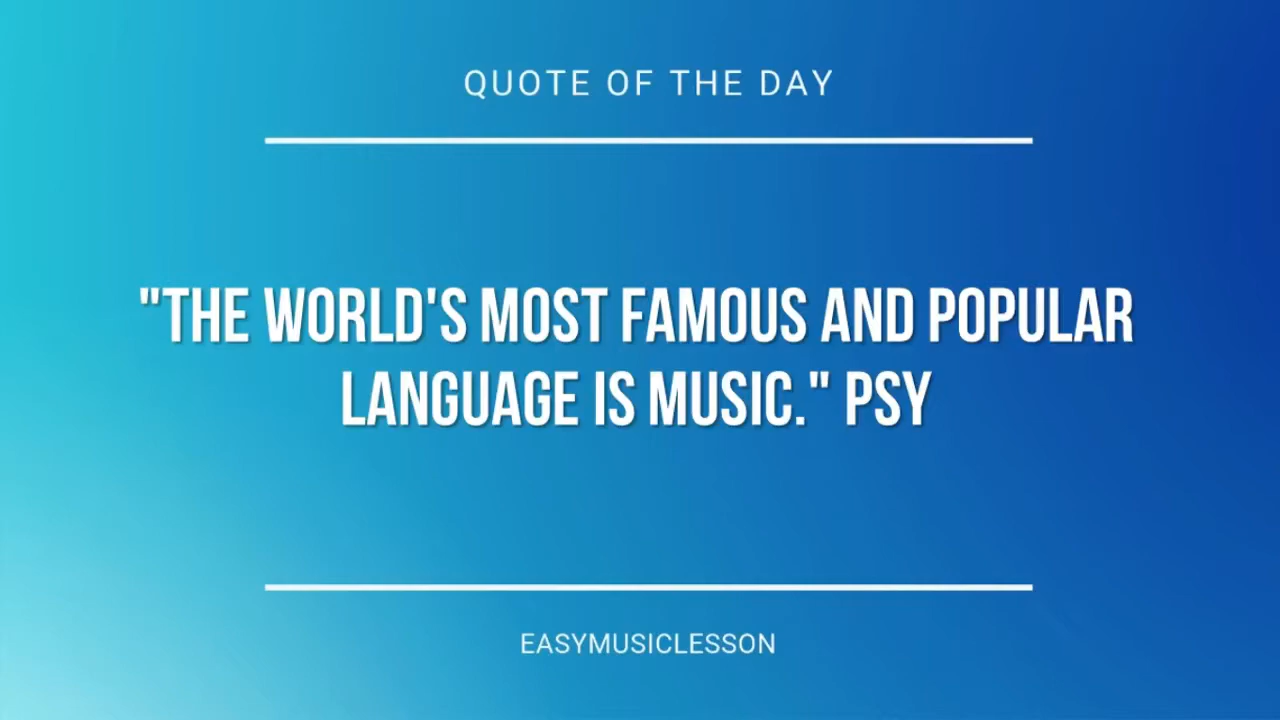 QUOTE OF THE DAY
"THE WORLD'S MOST FAMOUS AND POPULAR
LANGUAGE IS MUSIC." PSY
EASYMUSICLESSON